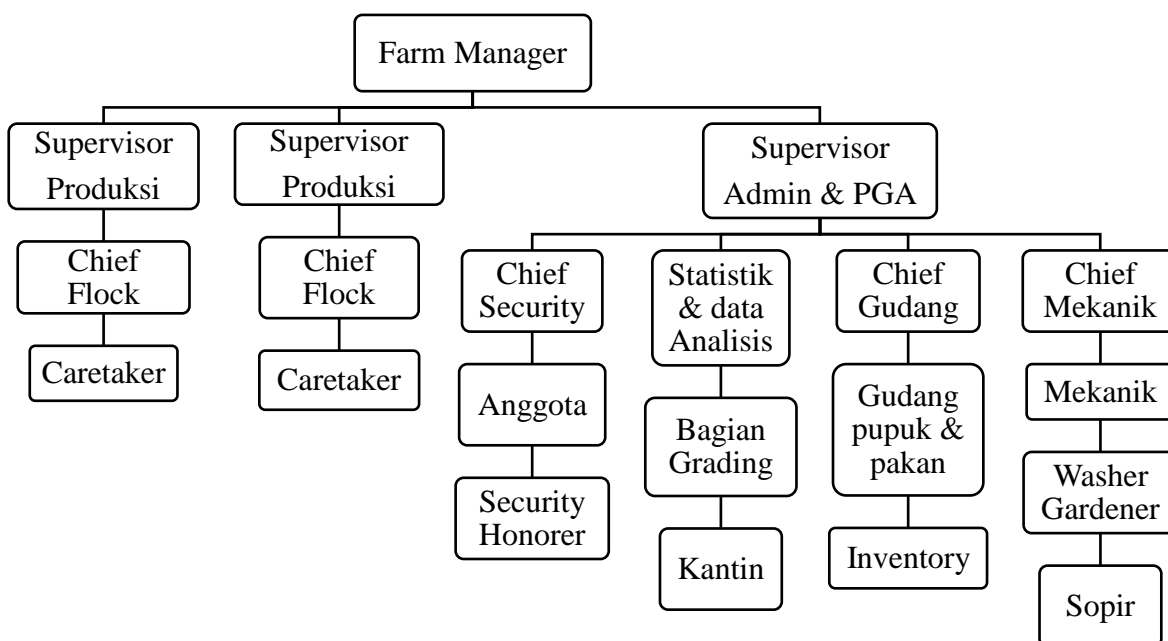 Farm Manager
Supervisor
Produksi
Supervisor
Produksi
Supervisor
Admin & PGA
Chief
Flock
Chief
Flock
Chief
Security
Statistik
& data
Analisis
Chief
Gudang
Chief
Mekanik
Caretaker
Caretaker
Anggota
Bagian
Grading
Gudang
pupuk &
pakan
Mekanik
Security
Honorer
Kantin
Inventory
Washer
Gardener
Sopir